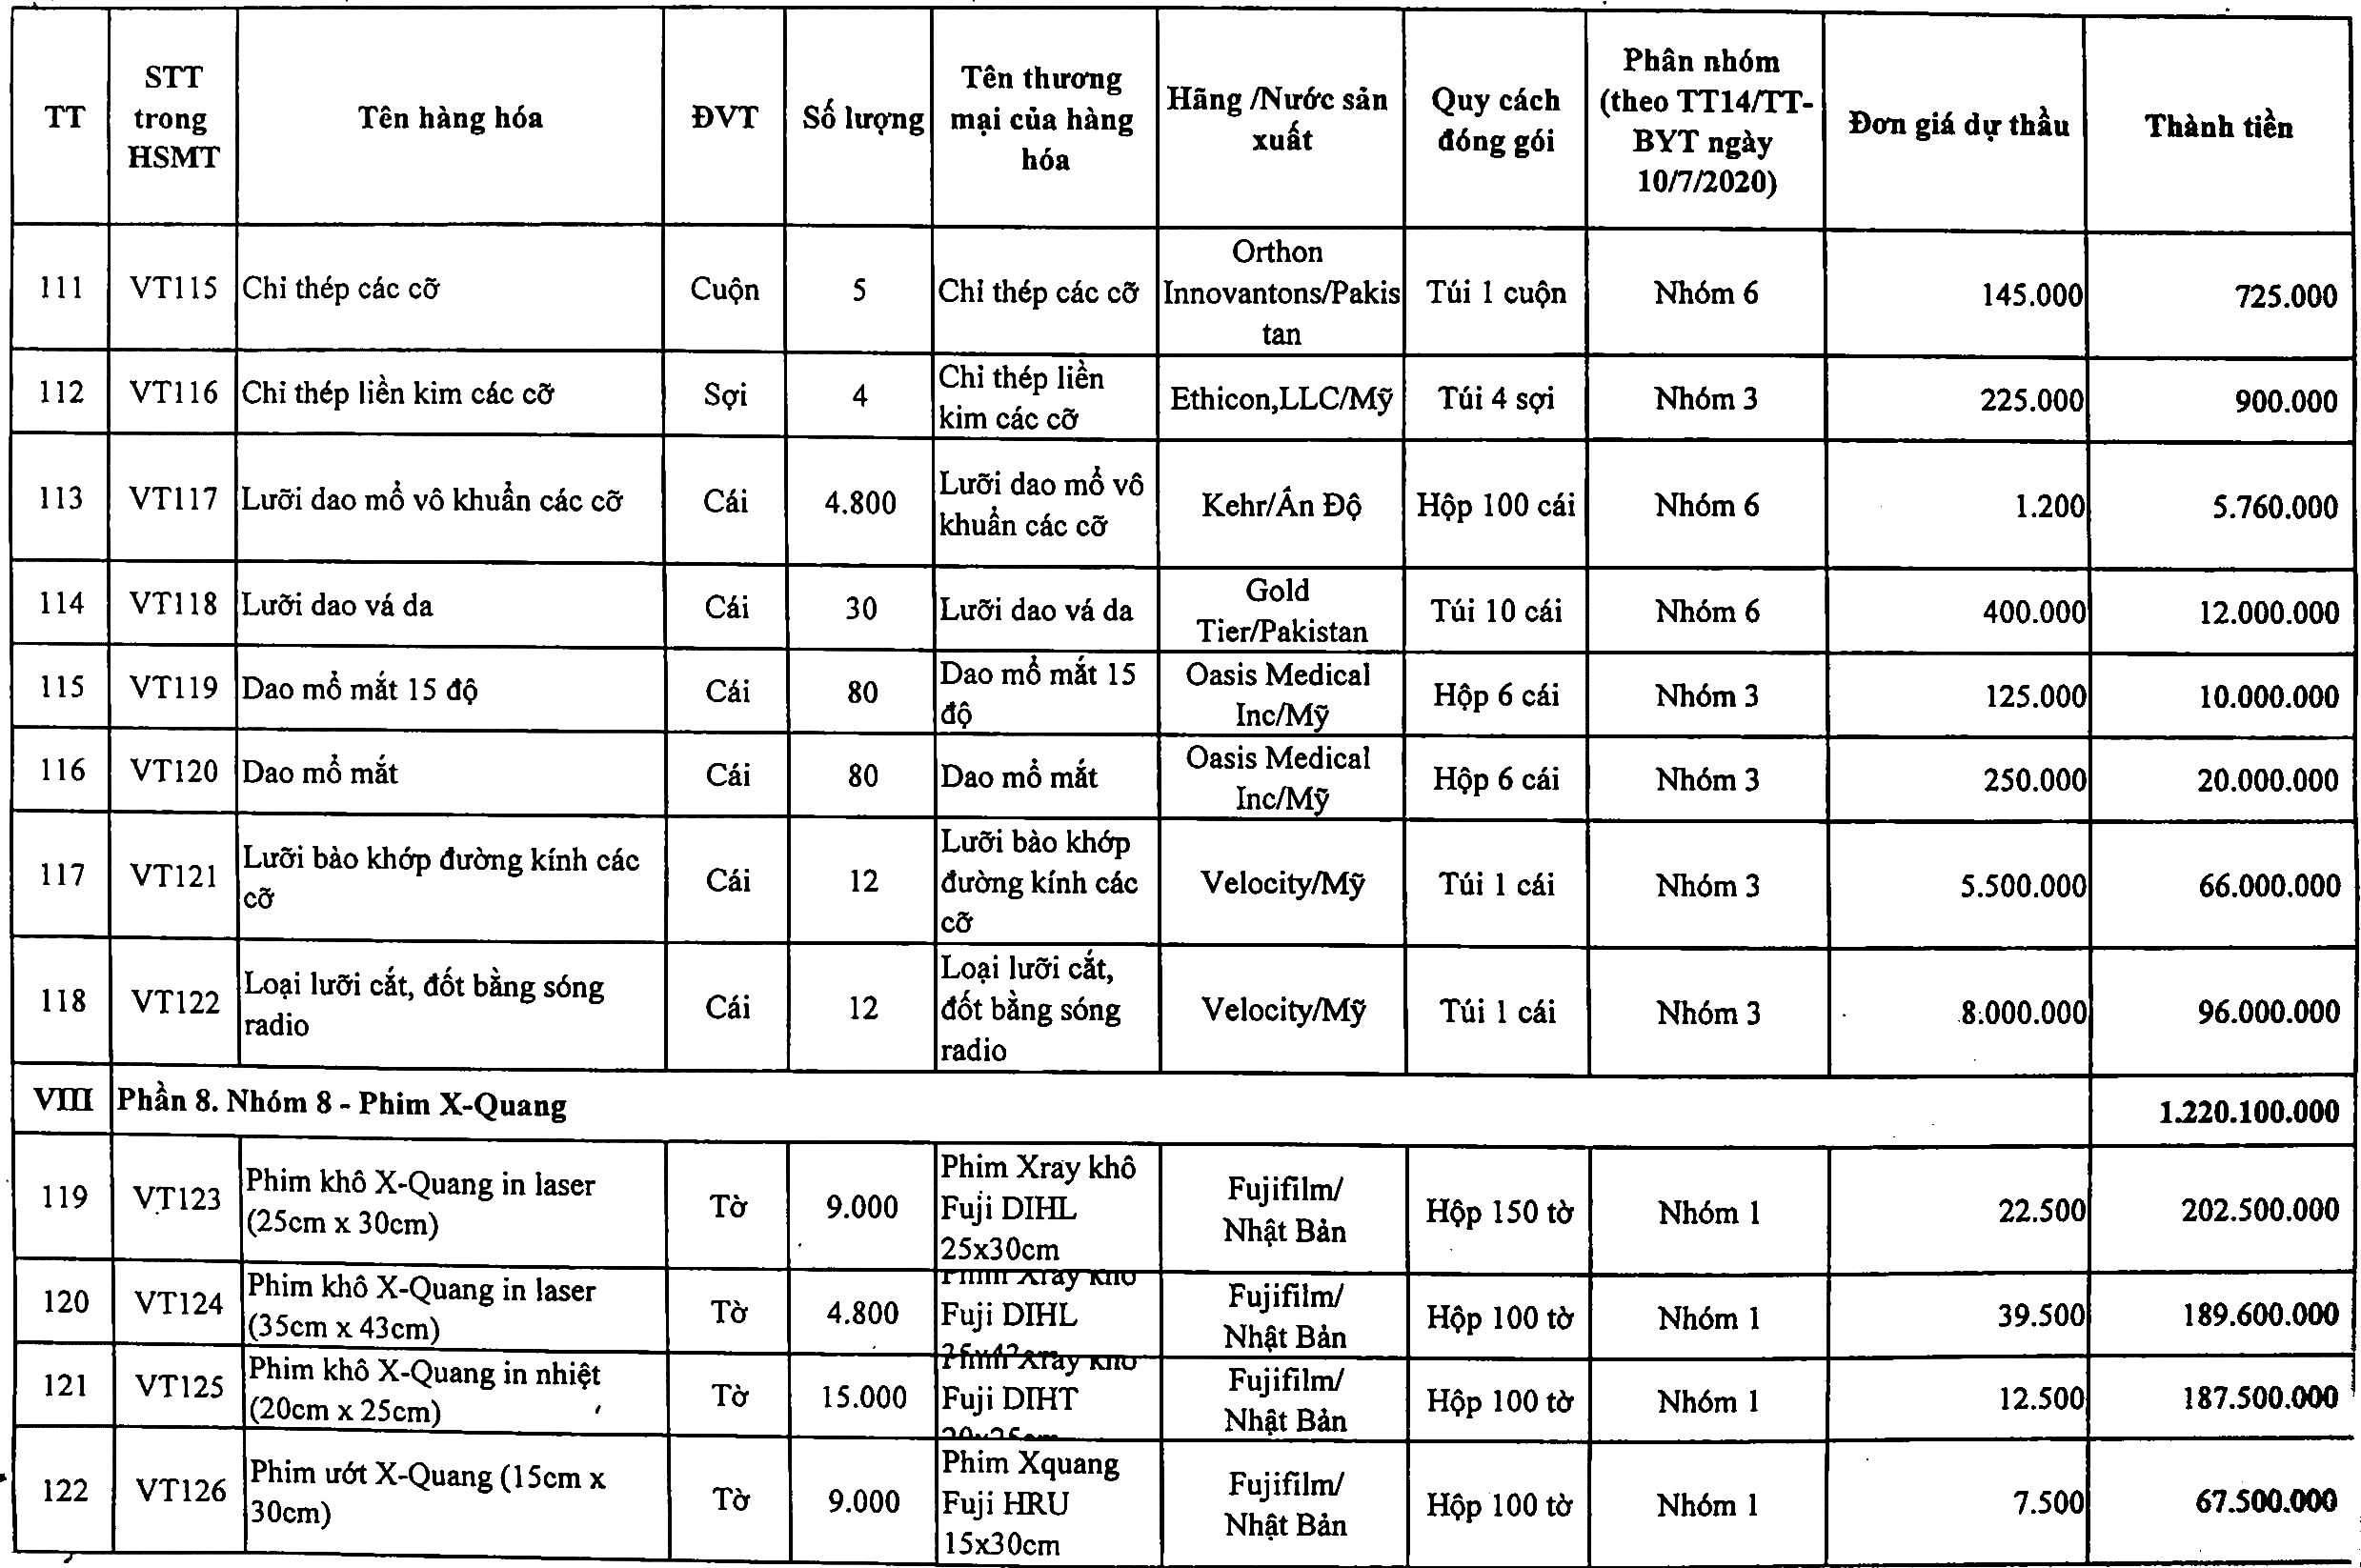 TT
STT
trong
HSMT
Tên hàng hóa
ĐVT
Số lượng
Tên thương
mại của hàng
hóa
Hãng /Nước sản
xuất
Quy cách
đóng gói
Phân nhóm
(theo TT14/TT-
BYT ngày
10/7/2020)
Đơn giá dự thầu
Thành tiền
111
VT115
Chỉ thép các cỡ
Cuộn
5
Chỉ thép các cỡ
Orthon
Innovantons/Pakis
tan
Túi 1 cuộn
Nhóm 6
145.000
725.000
112
VT116
Chỉ thép liền kim các cỡ
Sợi
4
Chỉ thép liền
kim các cỡ
Ethicon,LLC/Mỹ
Túi 4 sợi
Nhóm 3
225.000
900.000
113
VT117
Lưỡi dao mổ vô khuẩn các cỡ
Cái
4.800
Lưỡi dao mổ vô
khuẩn các cỡ
Kehr/Ấn Độ
Hộp 100 cái
Nhóm 6
1.200
5.760.000
114
VT118
Lưỡi dao vá da
Cái
30
Lưỡi dao vá da
Gold
Tier/Pakistan
Túi 10 cái
Nhóm 6
400.000
12.000.000
115
VT119
Dao mổ mắt 15 độ
Cái
80
Dao mổ mắt 15
độ
Oasis Medical
Inc/Mỹ
Hộp 6 cái
Nhóm 3
125.000
10.000.000
116
VT120
Dao mổ mắt
Cái
80
Dao mổ mắt
Oasis Medical
Inc/Mỹ
Hộp 6 cái
Nhóm 3
250.000
20.000.000
117
VT121
Lưỡi bào khớp đường kính các
cỡ
Cái
12
Lưỡi bào khớp
đường kính các
cỡ
Velocity/Mỹ
Túi 1 cái
Nhóm 3
5.500.000
66.000.000
118
VT122
Loại lưỡi cắt, đốt bằng sóng
radio
Cái
12
Loại lưỡi cắt,
đốt bằng sóng
radio
Velocity/Mỹ
Túi 1 cái
Nhóm 3
8.000.000
96.000.000
VIII
Phần 8. Nhóm 8 - Phim X-Quang
1.220.100.000
119
VT123
Phim khô X-Quang in laser
(25cm x 30cm)
Tờ
9.000
Phim Xray khô
Fuji DIHL
25x30cm
Fujifilm/
Nhật Bản
Hộp 150 tờ
Nhóm 1
22.500
202.500.000
120
VT124
Phim khô X-Quang in laser
(35cm x 43cm)
Tờ
4.800
Phim Xray khô
Fuji DIHL
Fujifilm/
Nhật Bản
Hộp 100 tờ
Nhóm 1
39.500
189.600.000
121
VT125
Phim khô X-Quang in nhiệt
(20cm x 25cm)
Tờ
15.000
Phim Xray khô
Fuji DIHT
Fujifilm/
Nhật Bản
Hộp 100 tờ
Nhóm 1
12.500
187.500.000
122
VT126
Phim ướt X-Quang (15cm x
30cm)
Tờ
9.000
Phim Xquang
Fuji HRU
15x30cm
Fujifilm/
Nhật Bản
Hộp 100 tờ
Nhóm 1
7.500
67.500.000